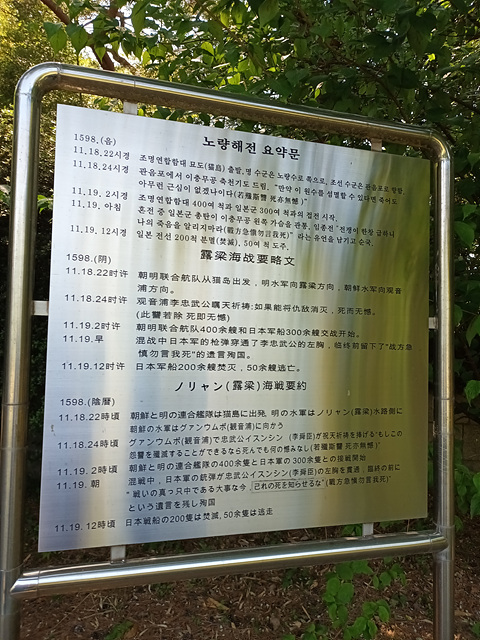 노량해전 요약문
1598.(음)
11.18.22시경 조명연합함대 묘도(猫島) 출발, 명 수군은 노량수로 쪽으로, 조선 수군은 관음포로 향함.
11.18.24시경 관음포에서 이충무공 축천기도 드림. "만약 이 원수를 섬멸할 수 있다면 죽어도
아무런 근심이 없겠나이다(若殲斯讐 死亦無憾)"
11.19. 2시경 조명연합함대 400여 척과 일본군 300여 척과의 접전 시작.
11.19. 아침 혼전 중 일본군 총탄이 이충무공 왼쪽 가슴을 관통, 임종전 "전쟁이 한창 급하니
나의 죽음을 알리지마라(戰方急愼勿言我死)" 라는 유언을 남기고 순국.
11.19. 12시경 일본 전선 200척 분멸(焚滅), 50여 척 도주.
露梁海战要略文
1598.(阴)
11.18.22时许 朝明联合航队从猫岛出发，明水军向露梁方向，朝鲜水军向观音
浦方向。
11.18.24时许 观音浦李忠武公瞩天祈祷:如果能将仇敌消灭，死而无憾。
(此讐若除 死即无憾)
11.19.2时许 朝明联合航队400余艘和日本军船300余艘交战开始。
11.19.早 混战中日本军的枪弹穿通了李忠武公的左胸，临终前留下了"战方急
慎勿言我死"的遗言殉国。
11.19.12时许 日本军船200余艘焚灭，50余艘逃亡。
ノリャン(露梁)海戦要約
1598.(陰暦)
11.18.22時頃 朝鮮と明の連合艦隊は猫島に出発, 明の水軍はノリャン(露梁)水路側に
朝鮮の水軍はグァンウムポ(観音浦)に向かう
11.18.24時頃 グァンウムポ(観音浦)で忠武公イスンシン (李舜臣)が祝天祈祷を捧げる"もしこの
怨讐を殲滅することができるなら死んでも何の憾みなし(若殱斯讐 死亦無憾)"
11.19. 2時頃 朝鮮と明の連合艦隊の400余隻と日本軍の300余隻との接戦開始
11.19. 朝 混戦中, 日本軍の銃弾が忠武公イスンシン(李舜臣)の左胸を貫通, 臨終の前に
"戦いの真っ只中である大事な今, 己れの死を知らせるな"(戰方急愼勿言我死)"
という遺言を残し殉国
11.19. 12時頃 日本戦船の200隻は焚滅, 50余隻は逃走